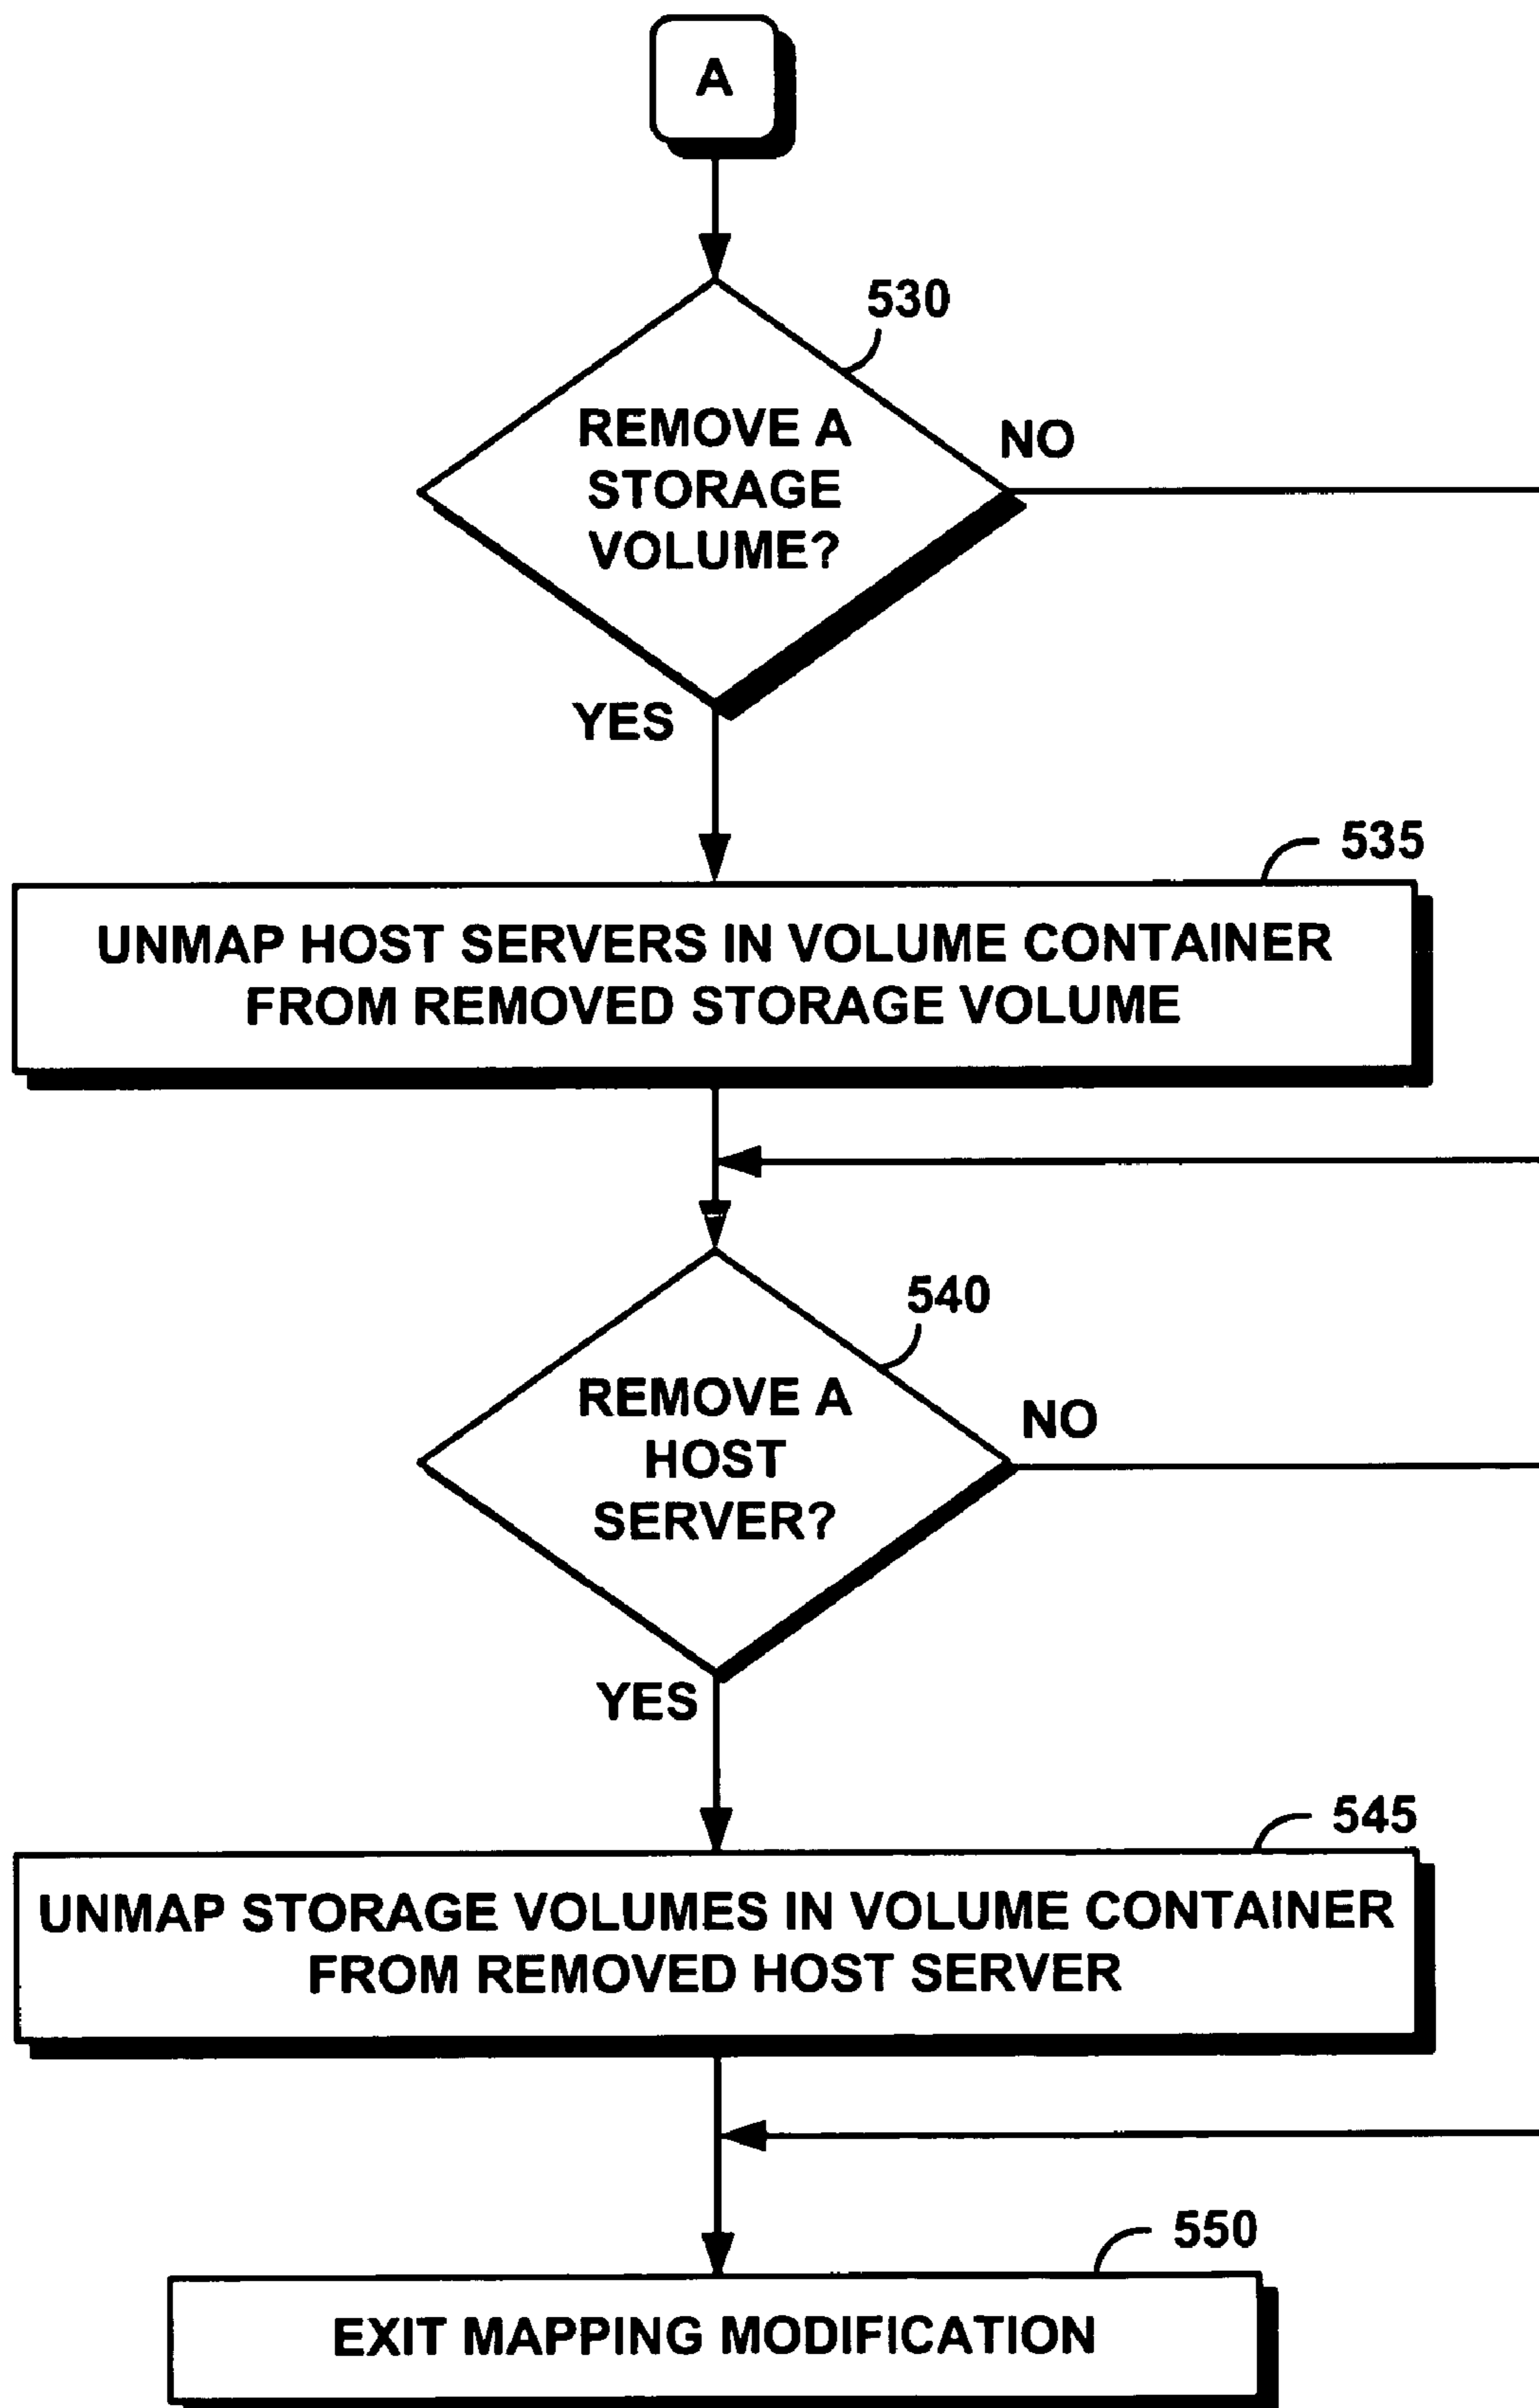 A
530
REMOVE A
STORAGE
VOLUME?
NO
YES
535
UNMAP HOST SERVERS IN VOLUME CONTAINER
FROM REMOVED STORAGE VOLUME
540
REMOVE A
HOST
SERVER?
NO
YES
545
UNMAP STORAGE VOLUMES IN VOLUME CONTAINER
FROM REMOVED HOST SERVER
550
EXIT MAPPING MODIFICATION